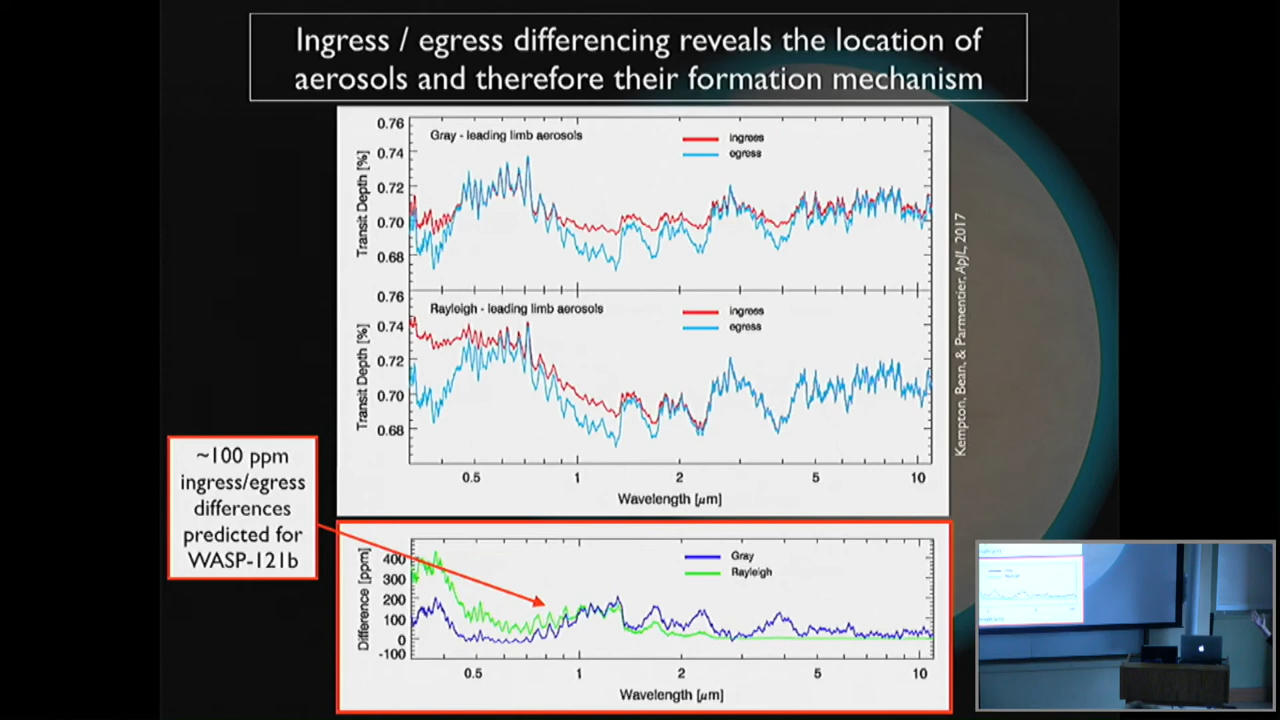 Ingress / egress differencing reveals the location of
aerosols and therefore their formation mechanism
0.76
0.74
0.72
0.70
0.68
Transit Depth [%]
Gray - leading limb aerosols
ingress
egress
0.76
0.74
0.72
0.70
0.68
Transit Depth [%]
Rayleigh - leading limb aerosols
ingress
egress
0.5 1 2 5 10
Wavelength [μm]
Kempton, Bean, & Parmentier, ApJL, 2017
~100 ppm
ingress/egress
differences
predicted for
WASP-121b
400
300
200
100
0
-100
Difference [ppm]
Gray
Rayleigh
0.5 1 2 5 10
Wavelength [μm]